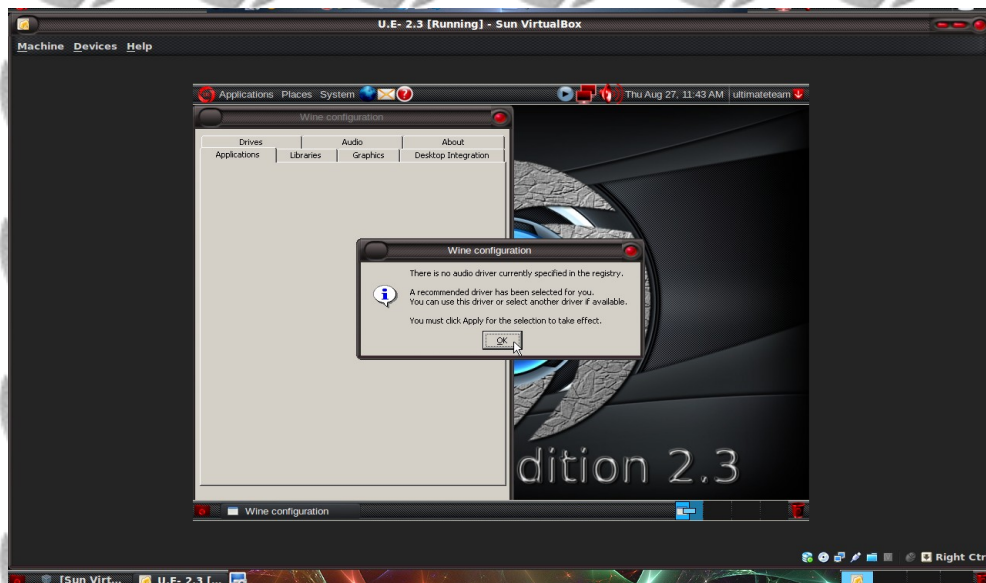 U.E- 2.3 [Running] - Sun VirtualBox
Machine Devices Help
Applications Places System
Thu Aug 27, 11:43 AM ultimateteam
Wine configuration
Drives Audio About
Applications Libraries Graphics Desktop Integration
Wine configuration
There is no audio driver currently specified in the registry.
A recommended driver has been selected for you.
You can use this driver or select another driver if available.
You must click Apply for the selection to take effect.
OK
dition 2.3
Wine configuration
Right Ctr
[Sun Virt... U.E- 2.3 [...